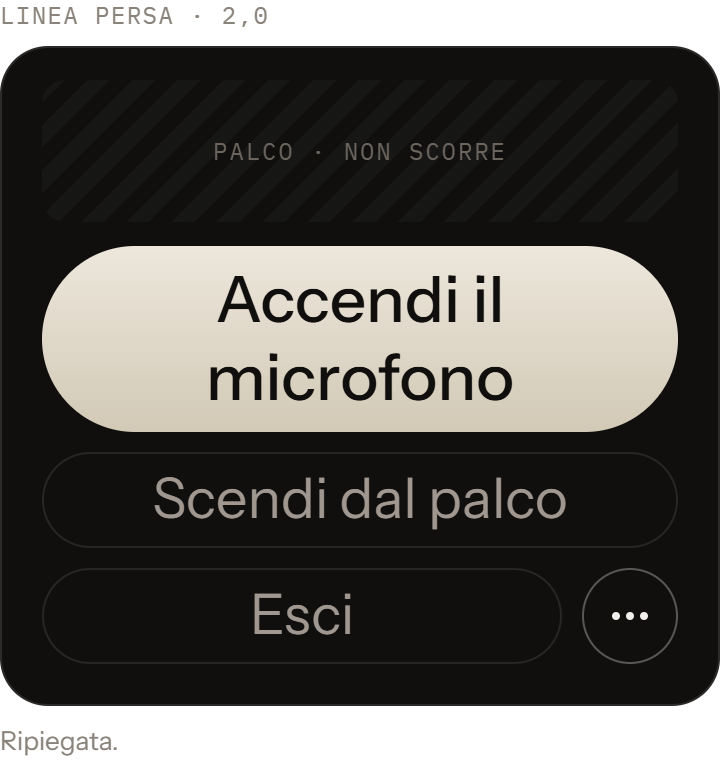 LINEA PERSA · 2,0
PALCO · NON SCORRE
Accendi il
microfono
Scendi dal palco
Esci
Ripiegata.